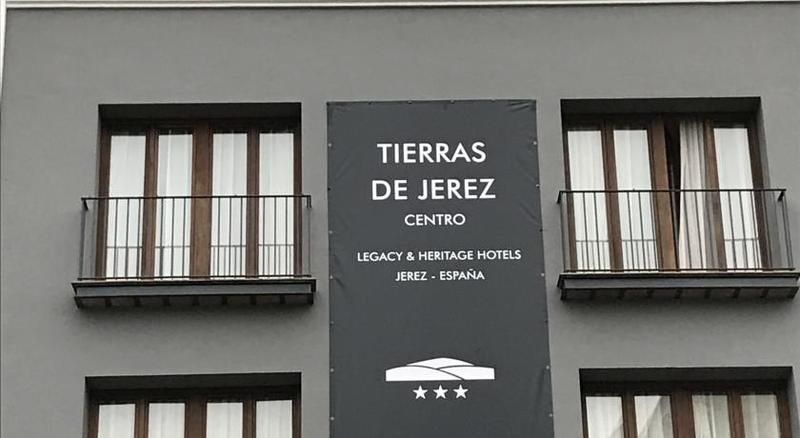 TIERRAS
DE JEREZ
CENTRO
LEGACY & HERITAGE HOTELS
JEREZ - ESPAÑA